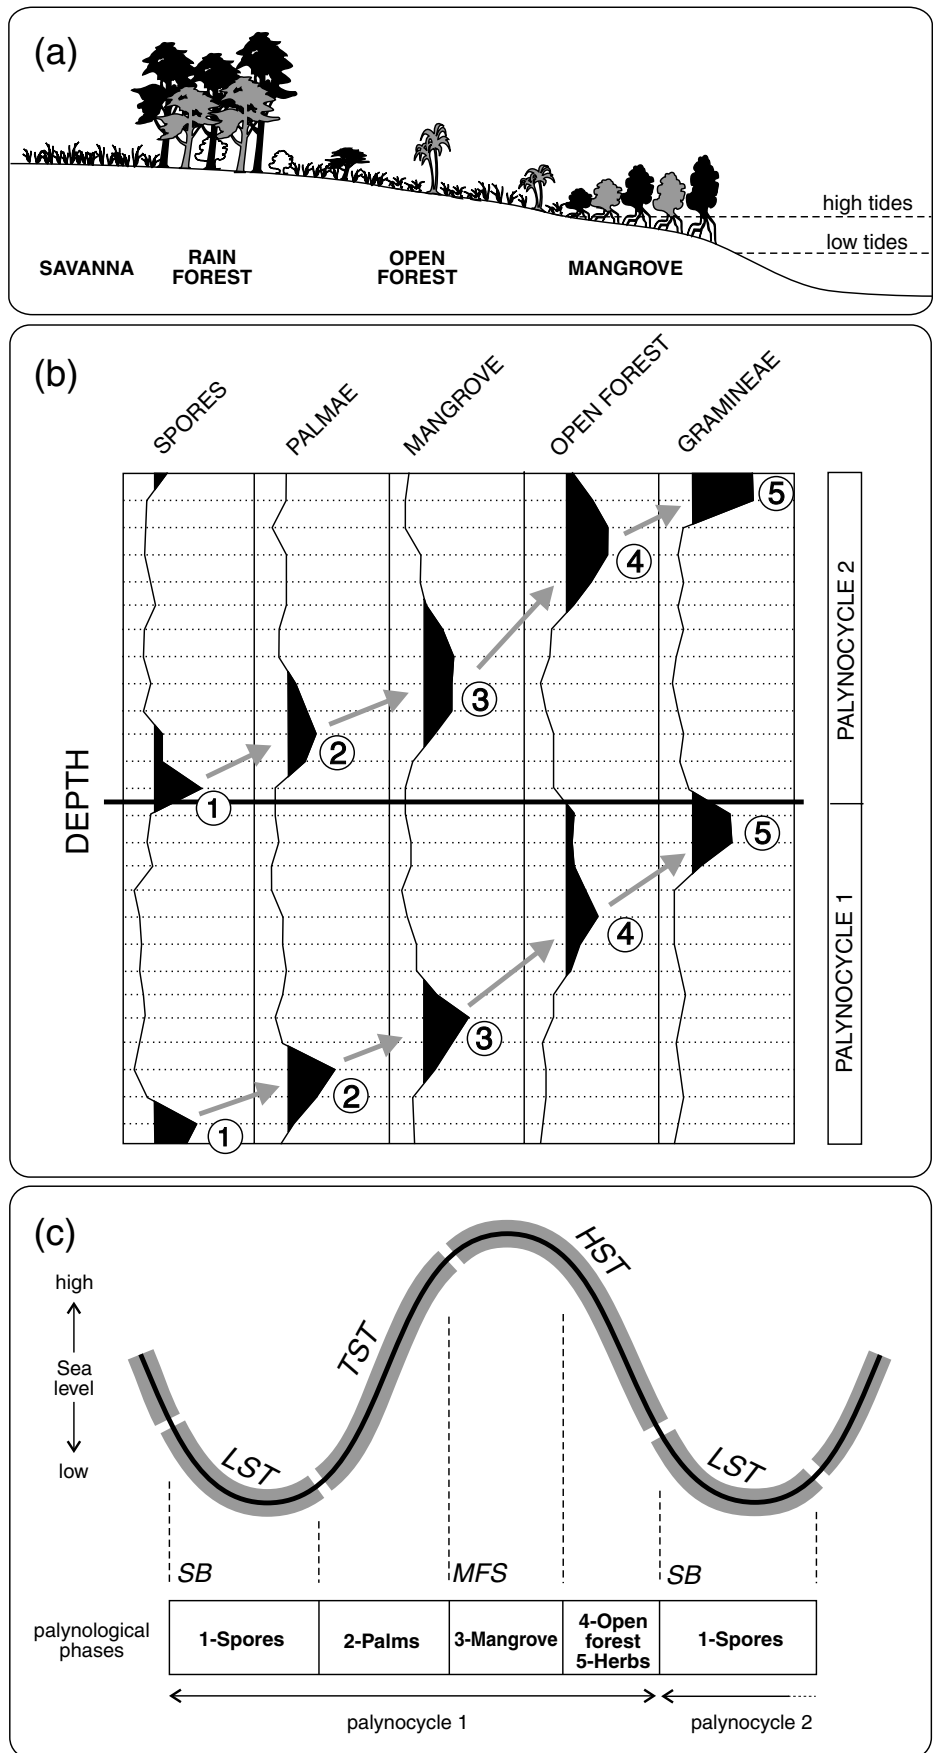 (a)
high tides
low tides
SAVANNA
RAIN
FOREST
OPEN
FOREST
MANGROVE
(b)
SPORES
PALMAE
MANGROVE
OPEN FOREST
GRAMINEAE
DEPTH
5
4
3
2
1
5
4
3
2
1
PALYNOCYCLE 2
PALYNOCYCLE 1
(c)
high
Sea
level
low
LST
TST
HST
LST
SB
MFS
SB
palynological
phases
1-Spores
2-Palms
3-Mangrove
4-Open
forest
5-Herbs
1-Spores
palynocycle 1
palynocycle 2